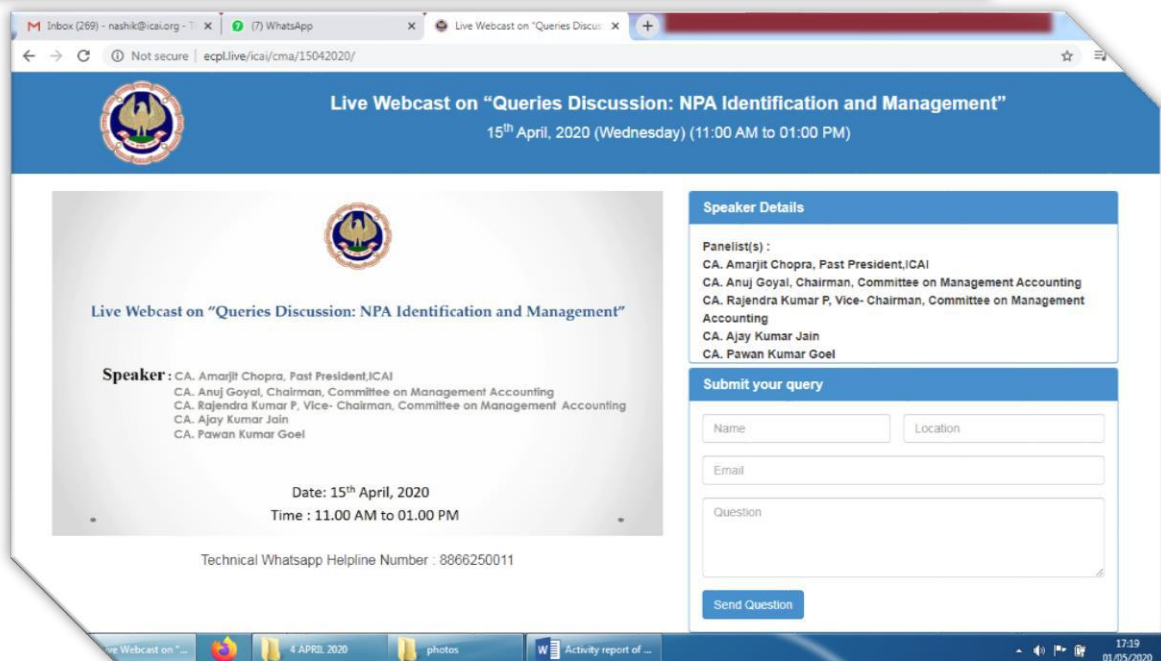 Inbox (269) - nashik@icai.org - T
(7) WhatsApp
Live Webcast on "Queries Discus
Not secure | ecpl.live/icai/cma/15042020/
Live Webcast on “Queries Discussion: NPA Identification and Management”
15th April, 2020 (Wednesday) (11:00 AM to 01:00 PM)
Live Webcast on “Queries Discussion: NPA Identification and Management”
Speaker : CA. Amarjit Chopra, Past President,ICAI
CA. Anuj Goyal, Chairman, Committee on Management Accounting
CA. Rajendra Kumar P, Vice- Chairman, Committee on Management Accounting
CA. Ajay Kumar Jain
CA. Pawan Kumar Goel
Date: 15th April, 2020
Time : 11.00 AM to 01.00 PM
Technical Whatsapp Helpline Number : 8866250011
Speaker Details
Panelist(s) :
CA. Amarjit Chopra, Past President,ICAI
CA. Anuj Goyal, Chairman, Committee on Management Accounting
CA. Rajendra Kumar P, Vice- Chairman, Committee on Management
Accounting
CA. Ajay Kumar Jain
CA. Pawan Kumar Goel
Submit your query
Name
Location
Email
Question
Send Question
ve Webcast on "...
4 APRIL 2020
photos
Activity report of ...
17:19
01/05/2020